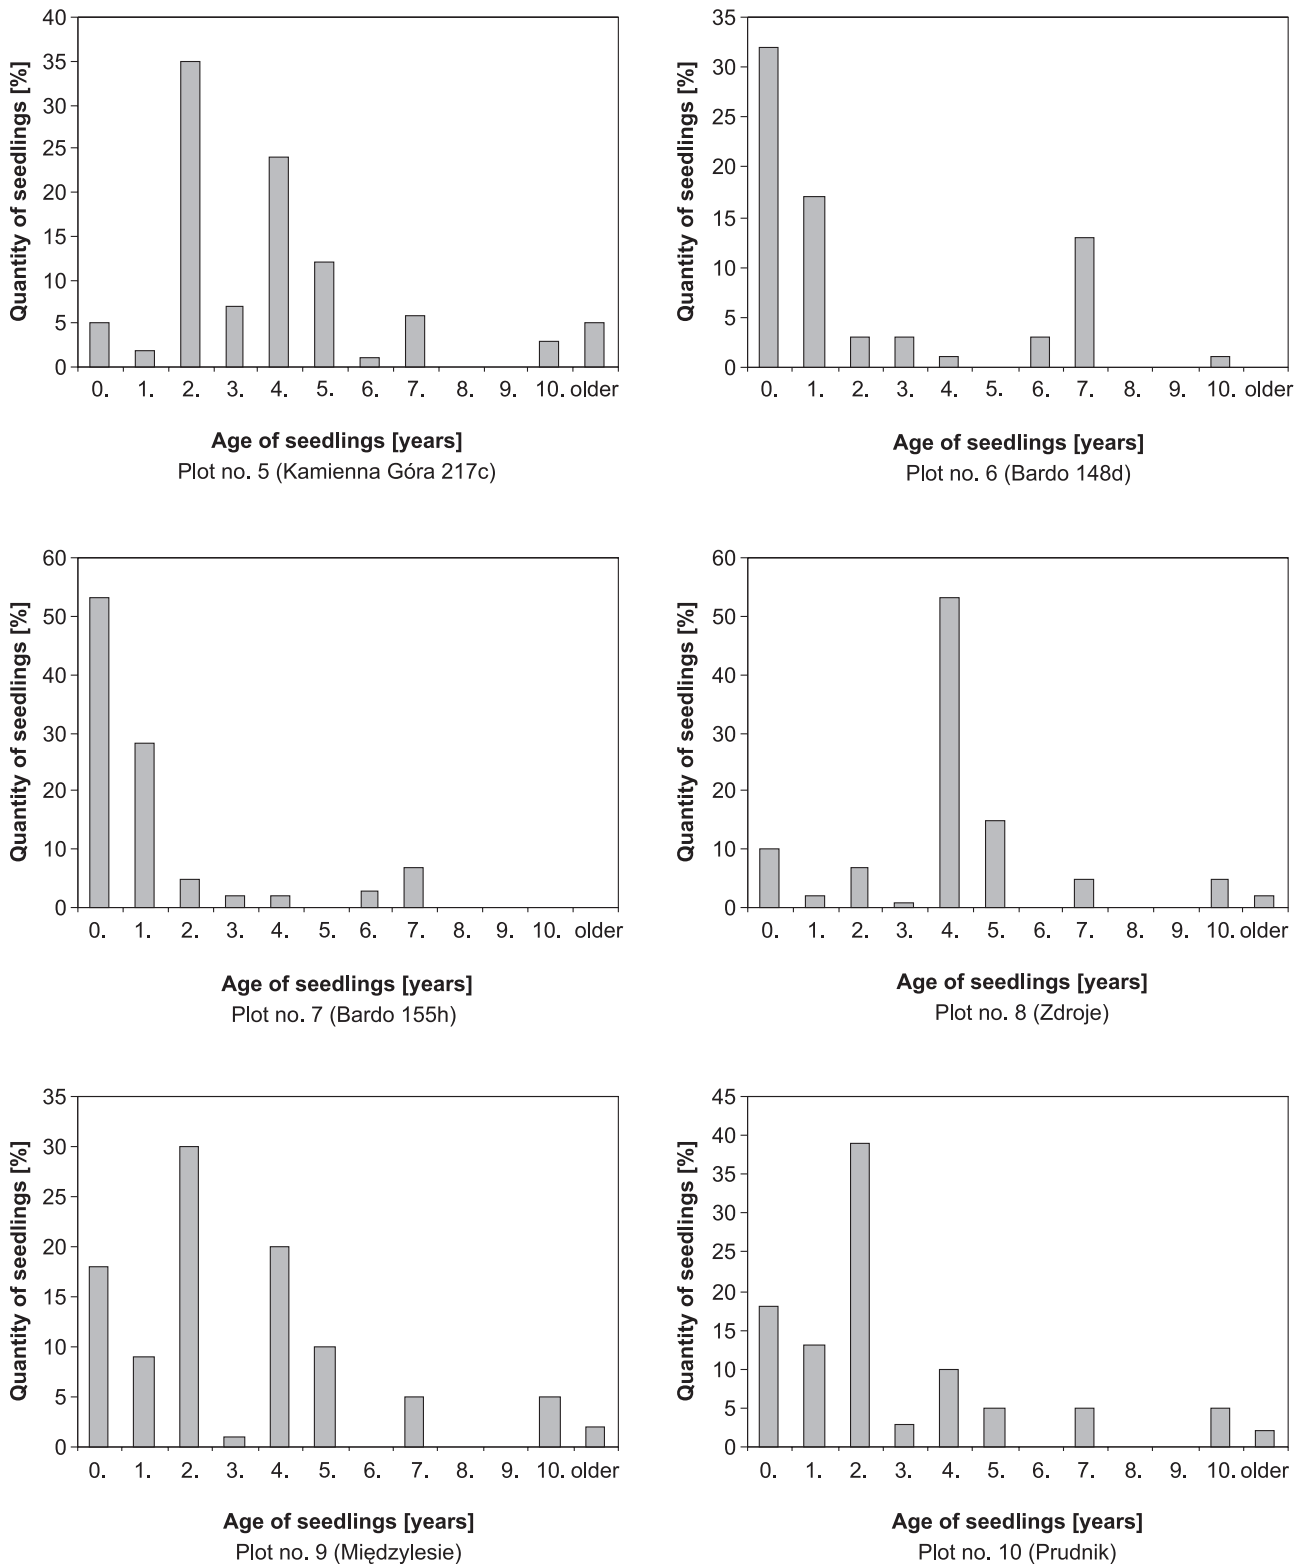 40
35
30
25
20
15
10
5
0
Quantity of seedlings [%]
0. 1. 2. 3. 4. 5. 6. 7. 8. 9. 10. older
Age of seedlings [years]
Plot no. 5 (Kamienna Góra 217c)
35
30
25
20
15
10
5
0
Quantity of seedlings [%]
0. 1. 2. 3. 4. 5. 6. 7. 8. 9. 10. older
Age of seedlings [years]
Plot no. 6 (Bardo 148d)
60
50
40
30
20
10
0
Quantity of seedlings [%]
0. 1. 2. 3. 4. 5. 6. 7. 8. 9. 10. older
Age of seedlings [years]
Plot no. 7 (Bardo 155h)
60
50
40
30
20
10
0
Quantity of seedlings [%]
0. 1. 2. 3. 4. 5. 6. 7. 8. 9. 10. older
Age of seedlings [years]
Plot no. 8 (Zdroje)
35
30
25
20
15
10
5
0
Quantity of seedlings [%]
0. 1. 2. 3. 4. 5. 6. 7. 8. 9. 10. older
Age of seedlings [years]
Plot no. 9 (Międzylesie)
45
40
35
30
25
20
15
10
5
0
Quantity of seedlings [%]
0. 1. 2. 3. 4. 5. 6. 7. 8. 9. 10. older
Age of seedlings [years]
Plot no. 10 (Prudnik)